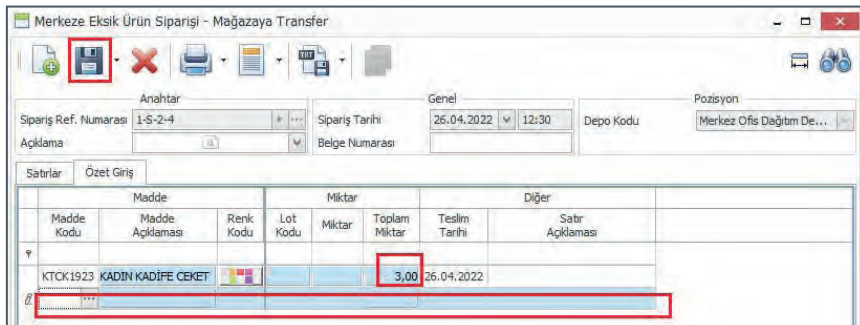 Merkeze Eksik Ürün Siparişi - Mağazaya Transfer
TXT
Anahtar Genel Pozisyon
Sipariş Ref. Numarası 1-S-2-4 Sipariş Tarihi 26.04.2022 12:30 Depo Kodu Merkez Ofis Dağıtım De...
Açıklama Belge Numarası
Satırlar Özet Giriş
Madde Miktar Diğer
Madde Kodu Madde Açıklaması Renk Kodu Lot Kodu Miktar Toplam Miktar Teslim Tarihi Satır Açıklaması
KTCK1923 KADIN KADİFE CEKET 3,00 26.04.2022